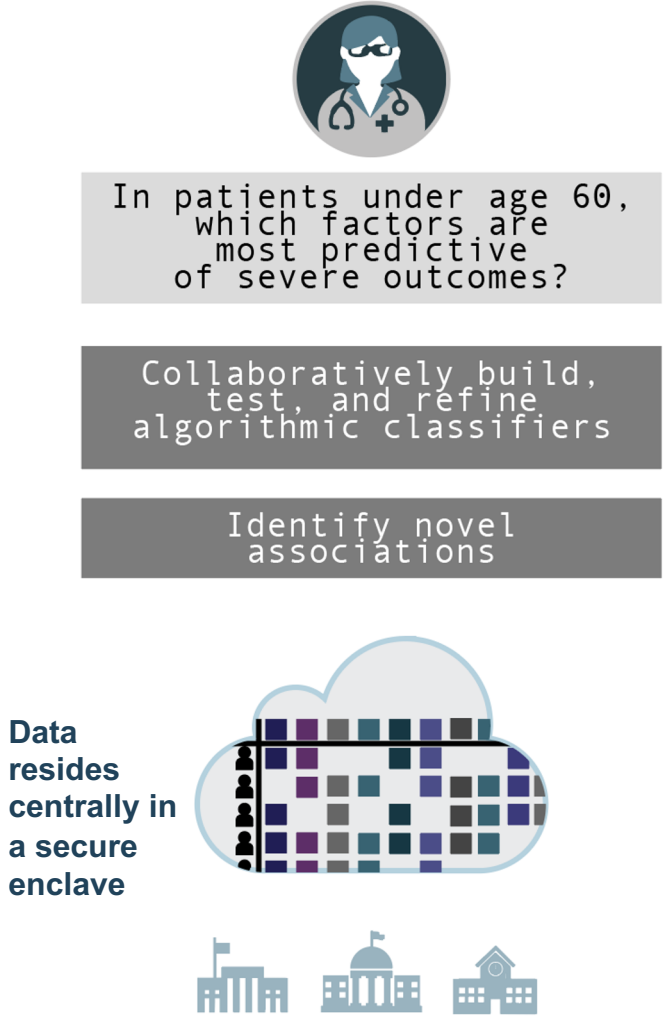 In patients under age 60,
which factors are
most predictive
of severe outcomes?
Collaboratively build,
test, and refine
algorithmic classifiers
Identify novel
associations
Data
resides
centrally in
a secure
enclave